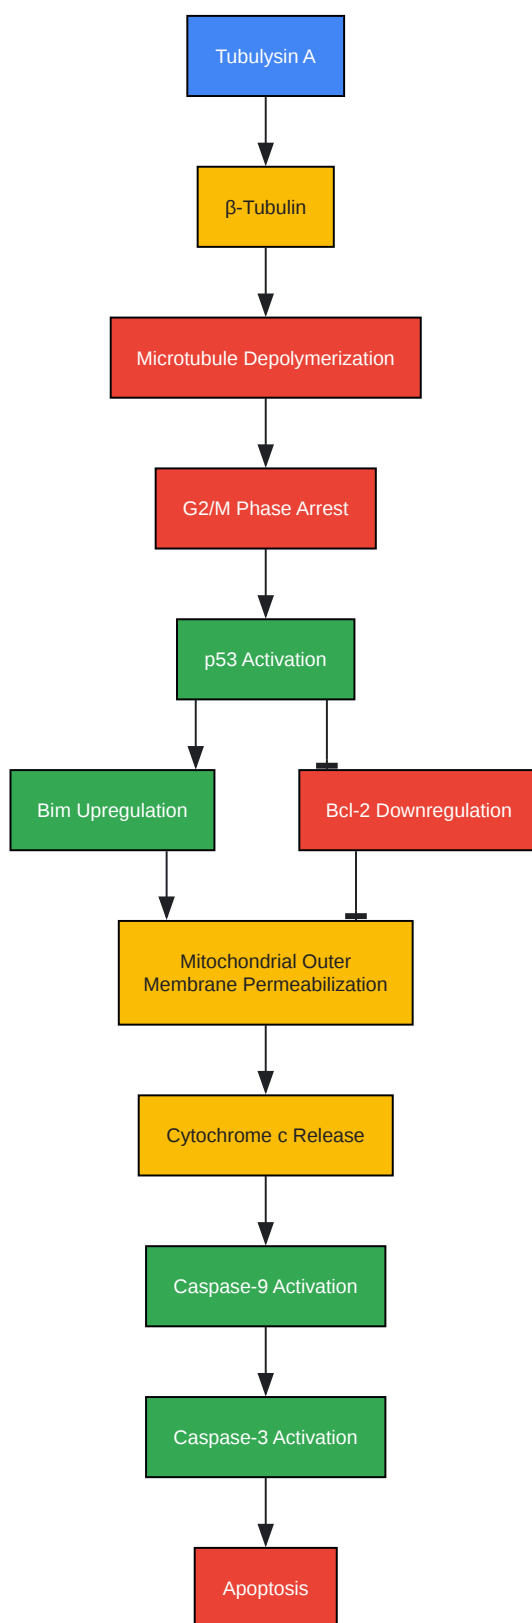 Tubulysin A
β-Tubulin
Microtubule Depolymerization
G2/M Phase Arrest
p53 Activation
Bim Upregulation
Bcl-2 Downregulation
Mitochondrial Outer
Membrane Permeabilization
Cytochrome c Release
Caspase-9 Activation
Caspase-3 Activation
Apoptosis